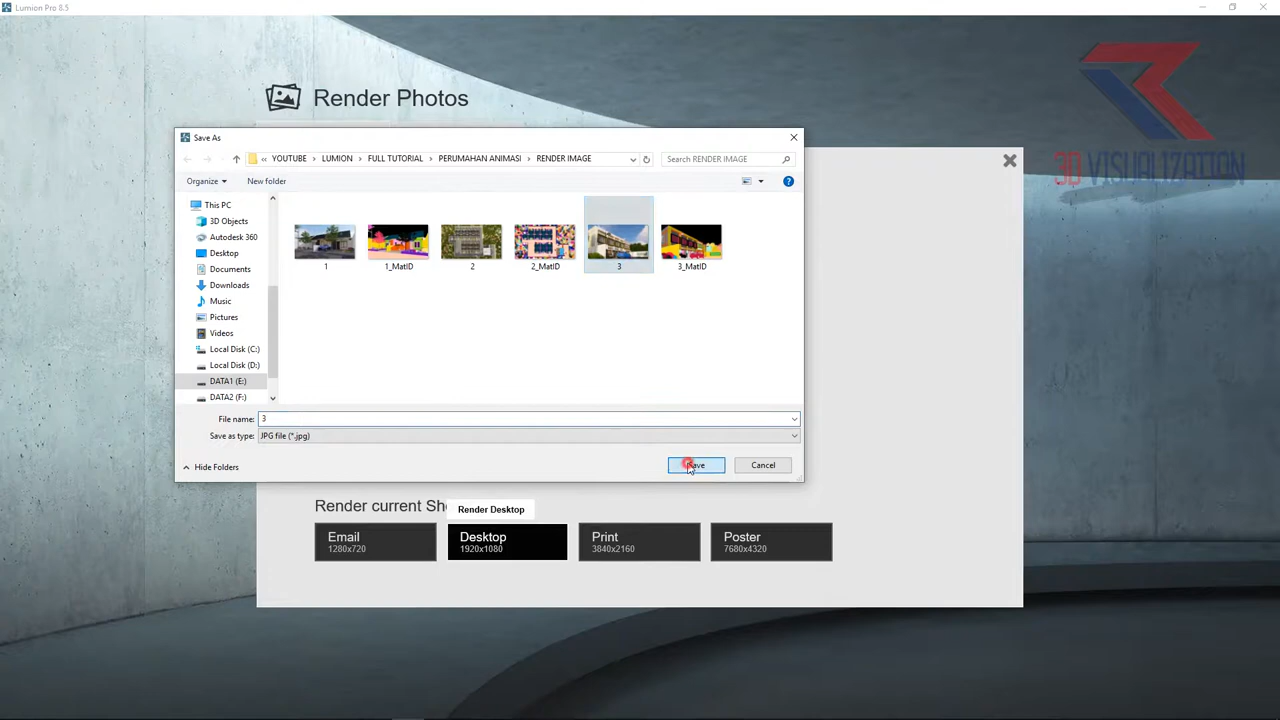 Lumion Pro 8.5
Render Photos
Save As
« YOUTUBE › LUMION › FULL TUTORIAL › PERUMAHAN ANIMASI › RENDER IMAGE
Search RENDER IMAGE
Organize
New folder
This PC
3D Objects
Autodesk 360
Desktop
Documents
Downloads
Music
Pictures
Videos
Local Disk (C:)
Local Disk (D:)
DATA1 (E:)
DATA2 (F:)
1
1_MatID
2
2_MatID
3
3_MatID
File name: 3
Save as type: JPG file (*.jpg)
Hide Folders
Save
Cancel
3D VISUALIZATION
Render current Sh
Render Desktop
Email
1280x720
Desktop
1920x1080
Print
3840x2160
Poster
7680x4320